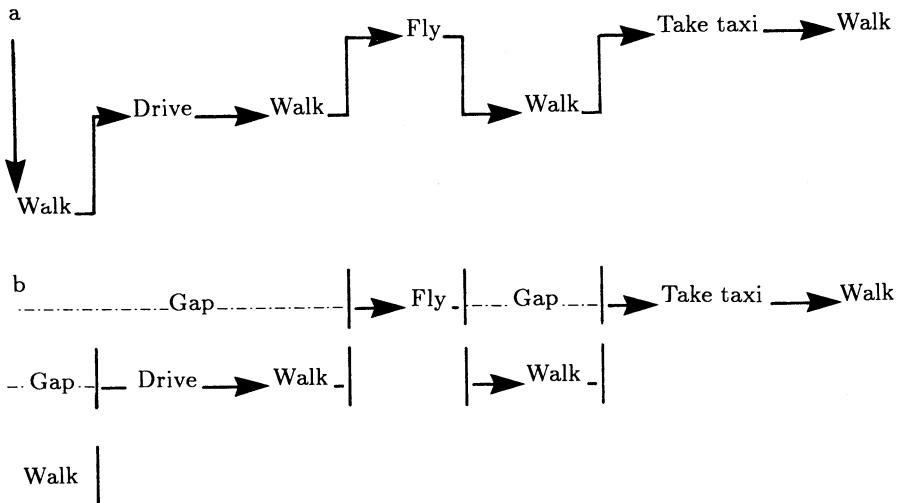 a
Fly Take taxi Walk
Drive Walk Walk
Walk
b
Gap Fly Gap Take taxi Walk
Gap Drive Walk Walk
Walk